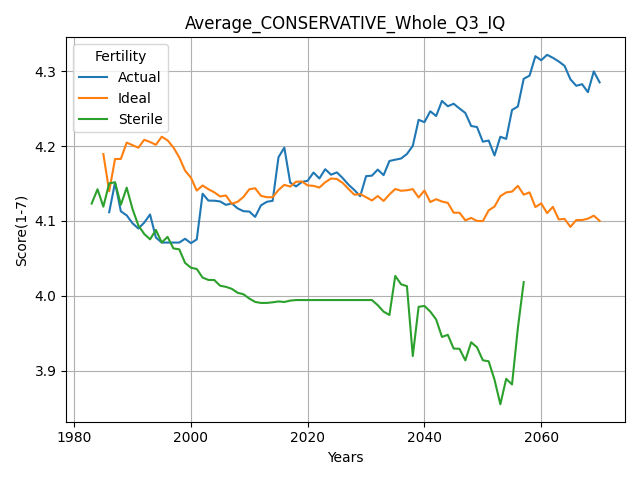 Average_CONSERVATIVE_Whole_Q3_IQ
Fertility
Actual
Ideal
Sterile
Score(1-7)
4.3
4.2
4.1
4.0
3.9
1980
2000
2020
2040
2060
Years